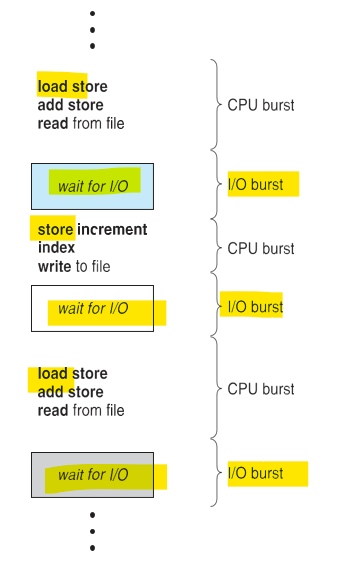 load store
add store
read from file
CPU burst
wait for I/O
I/O burst
store increment
index
write to file
CPU burst
wait for I/O
I/O burst
load store
add store
read from file
CPU burst
wait for I/O
I/O burst